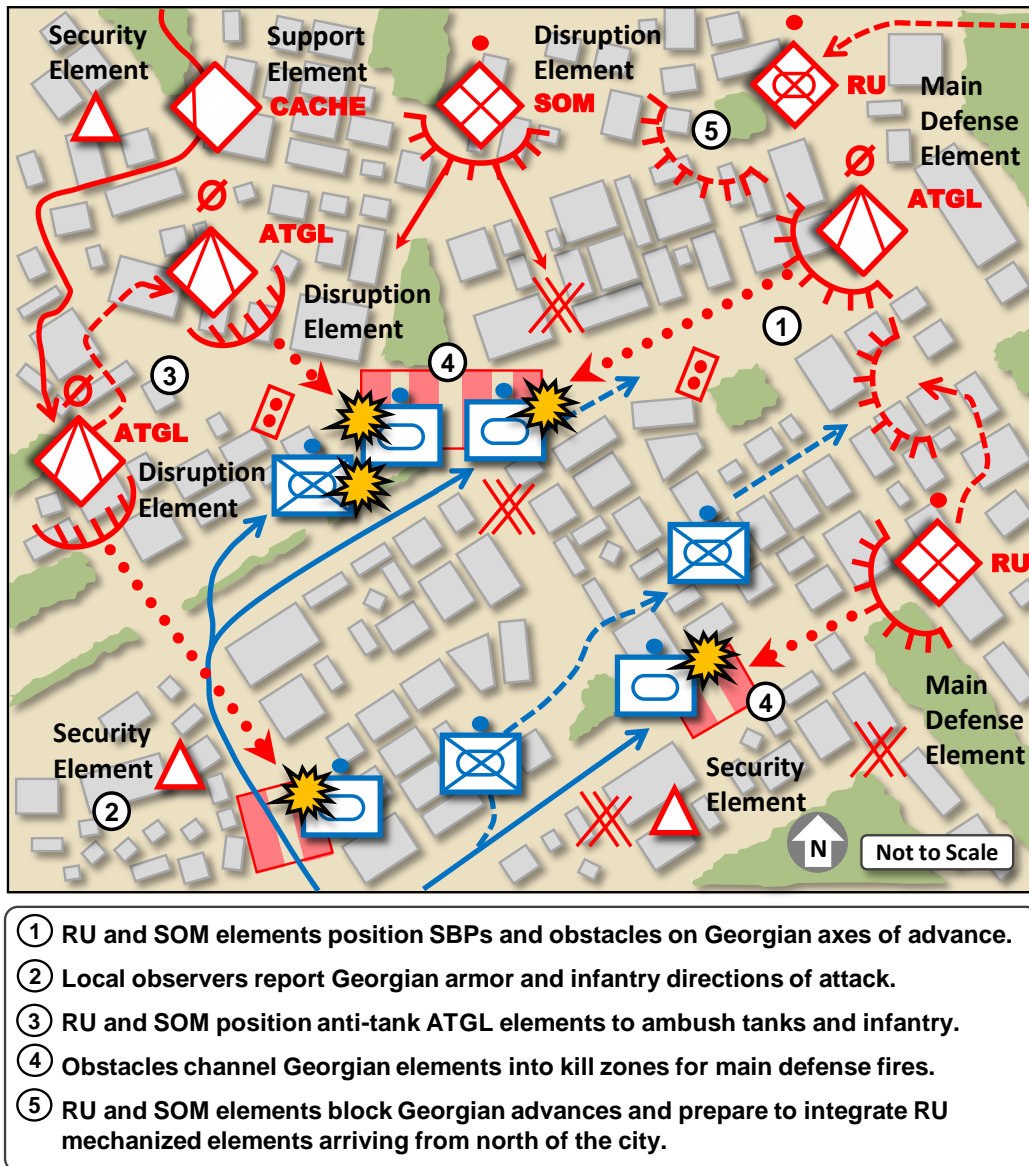 Security
Element
Support
Element
CACHE
Disruption
Element
SOM
RU
Main
Defense
Element
5
ATGL
ATGL
Disruption
Element
1
3
4
ATGL
Disruption
Element
RU
Security
Element
2
4
Main
Defense
Element
Security
Element
N
Not to Scale
1 RU and SOM elements position SBPs and obstacles on Georgian axes of advance.
2 Local observers report Georgian armor and infantry directions of attack.
3 RU and SOM position anti-tank ATGL elements to ambush tanks and infantry.
4 Obstacles channel Georgian elements into kill zones for main defense fires.
5 RU and SOM elements block Georgian advances and prepare to integrate RU
mechanized elements arriving from north of the city.